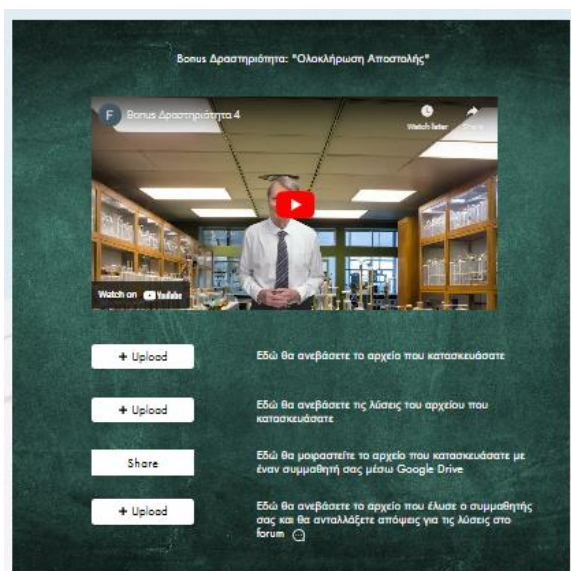 Bonus Δραστηριότητα: "Ολοκλήρωση Αποστολής"
F Bonus Δραστηριότητα 4
Watch later Share
Watch on YouTube
+ Upload Εδώ θα ανεβάσετε το αρχείο που κατασκευάσατε
+ Upload Εδώ θα ανεβάσετε τις λύσεις του αρχείου που
κατασκευάσατε
Share Εδώ θα μοιραστείτε το αρχείο που κατασκευάσατε με
έναν συμμαθητή σας μέσω Google Drive
+ Upload Εδώ θα ανεβάσετε το αρχείο που έλυσε ο συμμαθητής
σας και θα ανταλλάξετε απόψεις για τις λύσεις στο
forum